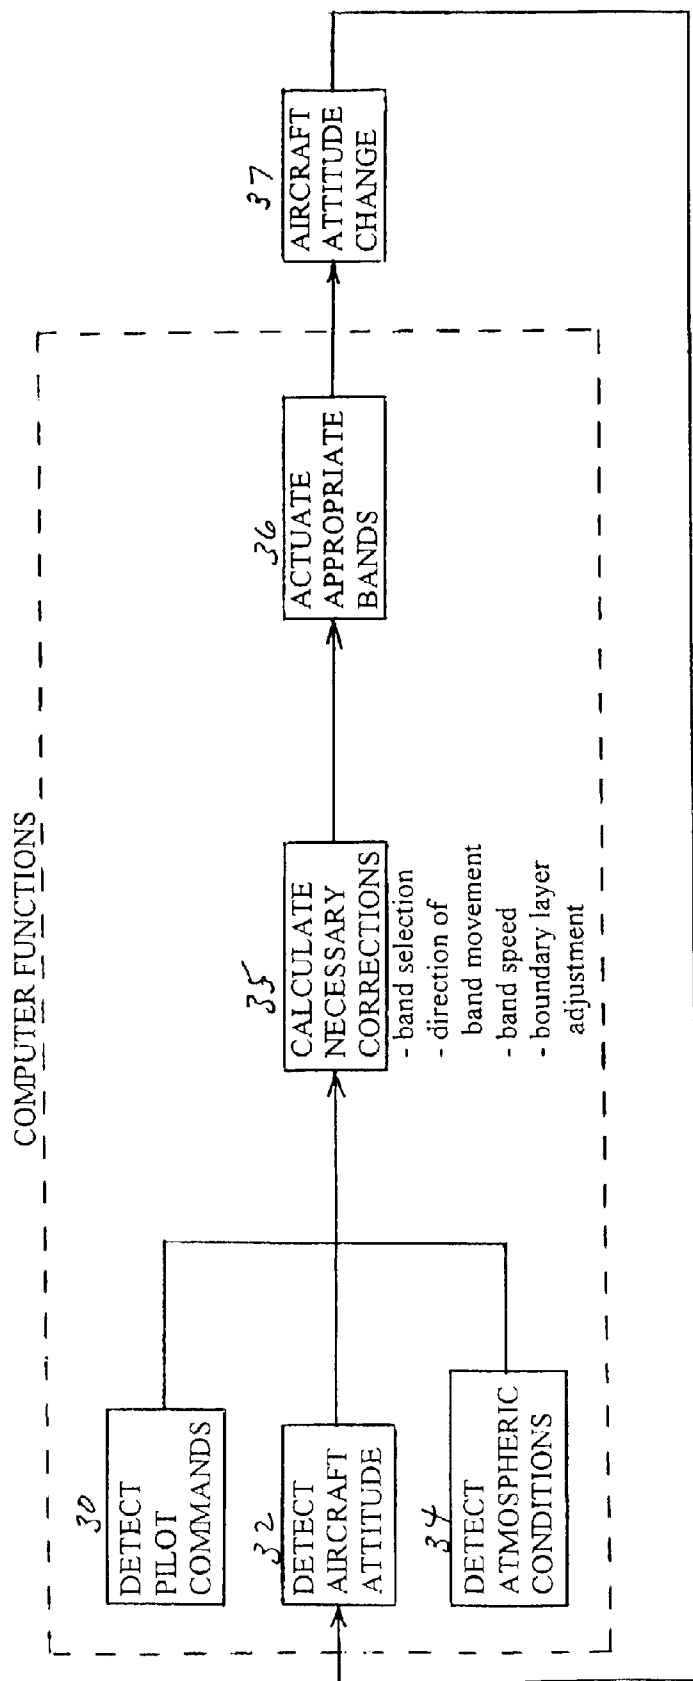 COMPUTER FUNCTIONS
30
DETECT
PILOT
COMMANDS
32
DETECT
AIRCRAFT
ATTITUDE
34
DETECT
ATMOSPHERIC
CONDITIONS
35
CALCULATE
NECESSARY
CORRECTIONS
- band selection
- direction of
band movement
- band speed
- boundary layer
adjustment
36
ACTUATE
APPROPRIATE
BANDS
37
AIRCRAFT
ATTITUDE
CHANGE